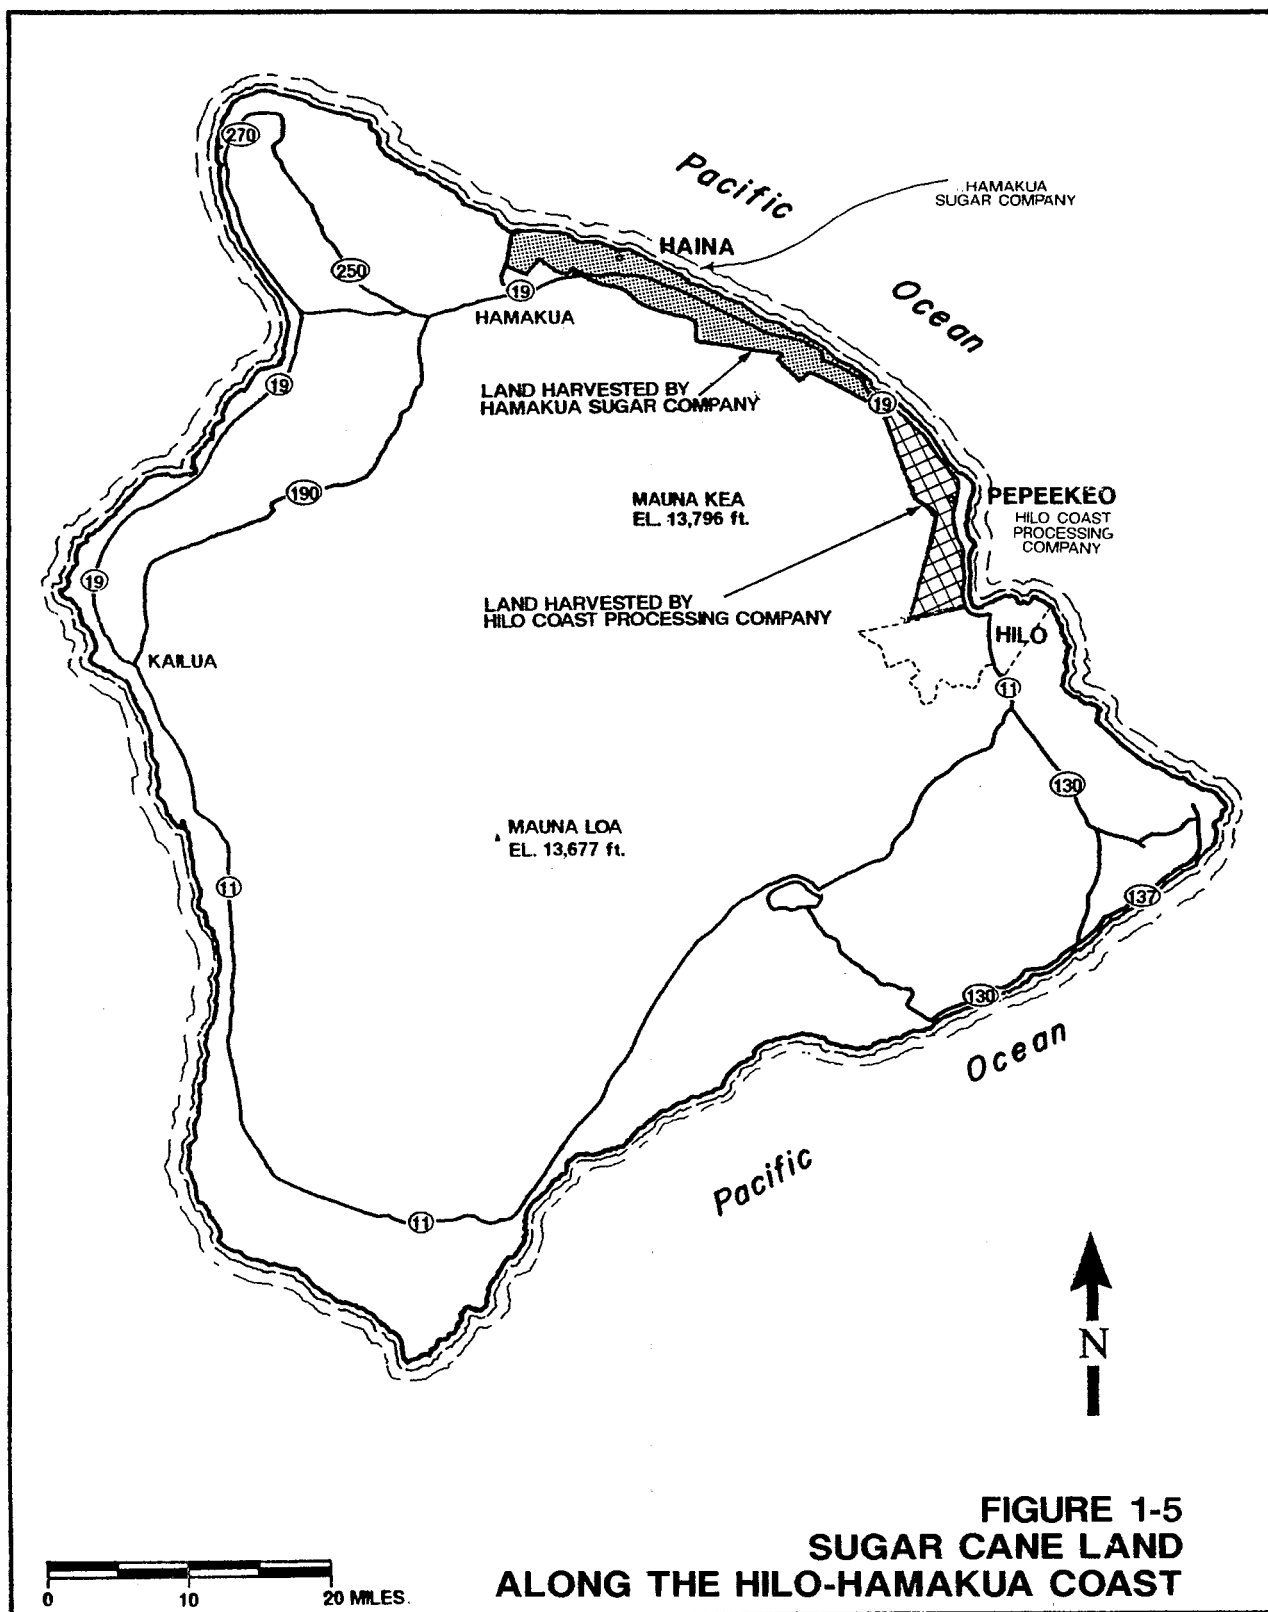 270
Pacific
HAMAKUA
SUGAR COMPANY
HAINA
250
19
Ocean
HAMAKUA
19
LAND HARVESTED BY
HAMAKUA SUGAR COMPANY
19
190
MAUNA KEA
EL. 13,796 ft.
PEPEEKEO
HILO COAST
PROCESSING
COMPANY
19
LAND HARVESTED BY
HILO COAST PROCESSING COMPANY
HILO
KAILUA
11
130
MAUNA LOA
EL. 13,677 ft.
11
137
130
Ocean
Pacific
11
N
FIGURE 1-5
SUGAR CANE LAND
ALONG THE HILO-HAMAKUA COAST
0 10 20 MILES.